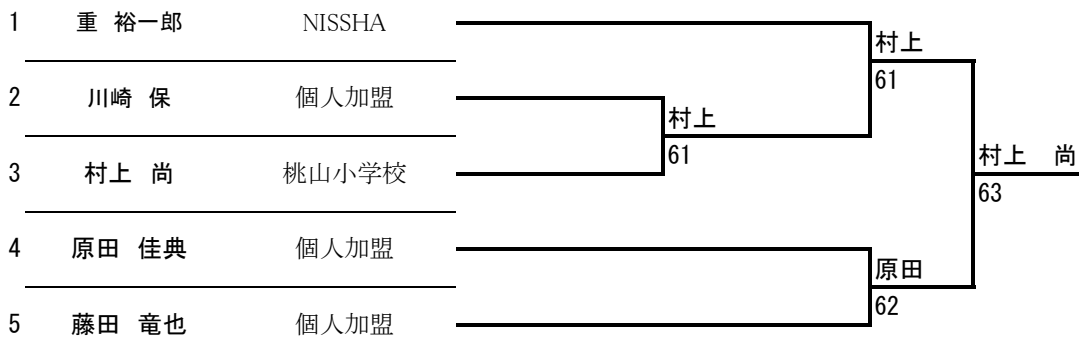 1 重 裕一郎 NISSHA
村上
61
2 川崎 保 個人加盟
村上
61
村上 尚
63
3 村上 尚 桃山小学校
4 原田 佳典 個人加盟
原田
62
5 藤田 竜也 個人加盟